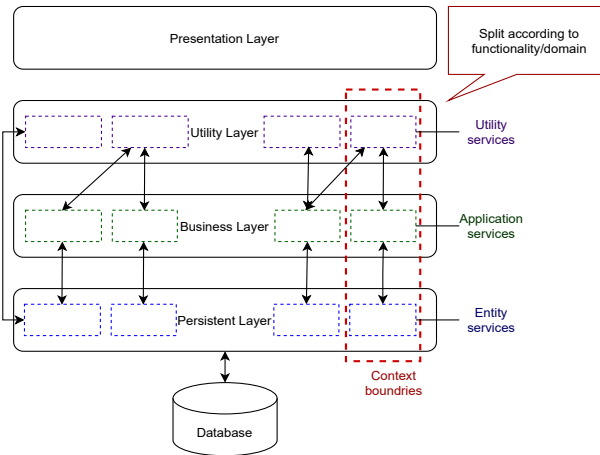 Presentation Layer
Split according to
functionality/domain
Utility Layer
Utility
services
Business Layer
Application
services
Persistent Layer
Entity
services
Context
boundries
Database